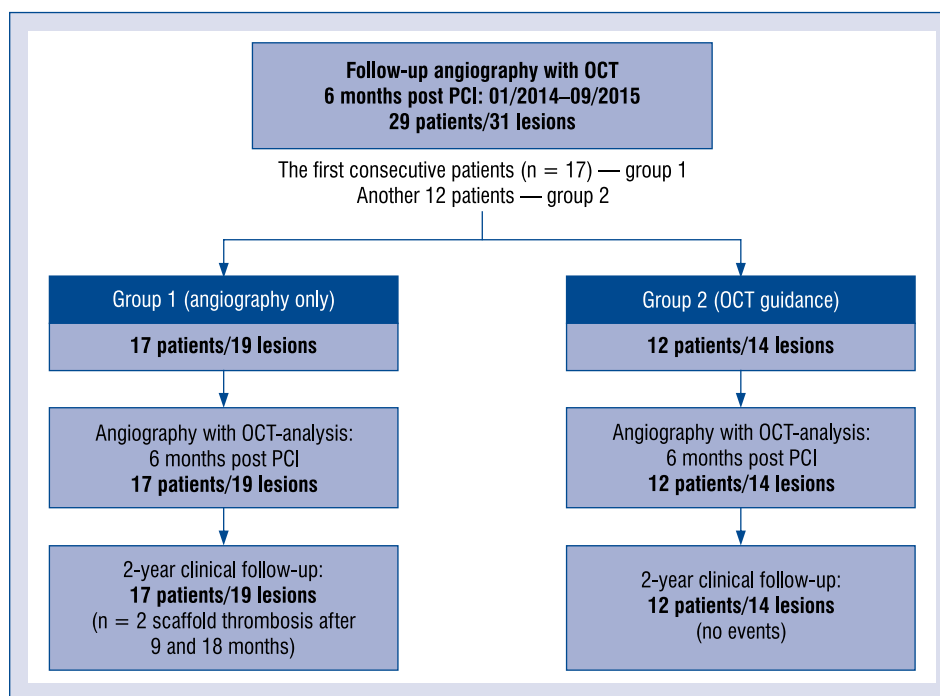 Follow-up angiography with OCT
6 months post PCI: 01/2014–09/2015
29 patients/31 lesions
The first consecutive patients (n = 17) — group 1
Another 12 patients — group 2
Group 1 (angiography only)
17 patients/19 lesions
Angiography with OCT-analysis:
6 months post PCI
17 patients/19 lesions
2-year clinical follow-up:
17 patients/19 lesions
(n = 2 scaffold thrombosis after
9 and 18 months)
Group 2 (OCT guidance)
12 patients/14 lesions
Angiography with OCT-analysis:
6 months post PCI
12 patients/14 lesions
2-year clinical follow-up:
12 patients/14 lesions
(no events)